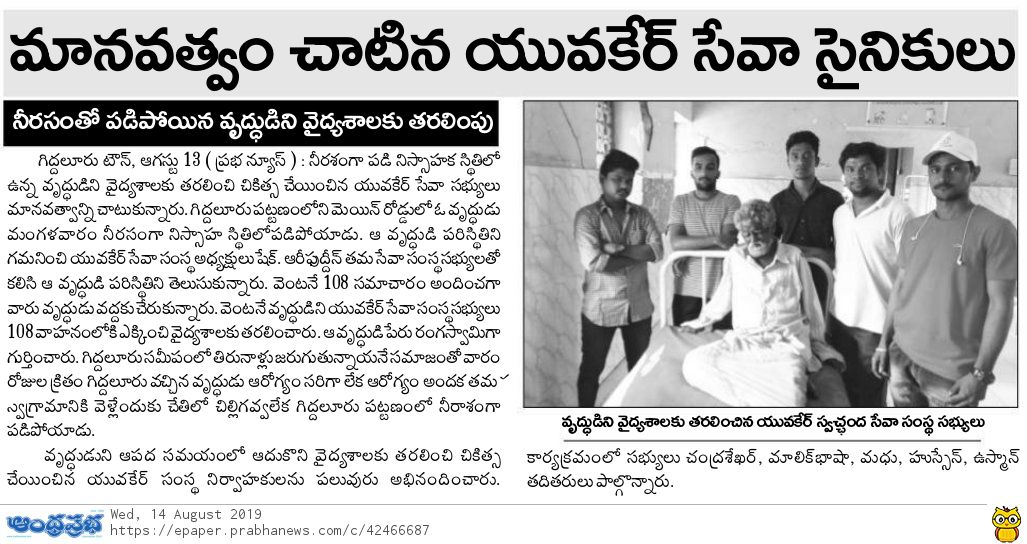 మానవత్వం చాటిన యువకేర్ సేవా సైనికులు
నీరసంతో పడిపోయిన వృద్ధుడిని వైద్యశాలకు తరలింపు
గిద్దలూరు టౌన్, ఆగస్టు 13 ( ప్రభ న్యూస్ ) : నీరశంగా పడి నిస్సాహక స్థితిలో
ఉన్న వృద్ధుడిని వైద్యశాలకు తరలించి చికిత్స చేయించిన యువకేర్ సేవా సభ్యులు
మానవత్వాన్ని చాటుకున్నారు. గిద్దలూరు పట్టణంలోని మెయిన్ రోడ్డులో ఓ వృద్ధుడు
మంగళవారం నీరసంగా నిస్సాహ స్థితిలోపడిపోయాడు. ఆ వృద్ధుడి పరిస్థితిని
గమనించి యువకేర్ సేవా సంస్థ అధ్యక్షులు షేక్. ఆరీఫుద్దీన్ తమ సేవా సంస్థ సభ్యులతో
కలిసి ఆ వృద్ధుడి పరిస్థితిని తెలుసుకున్నారు. వెంటనే 108 సమాచారం అందించగా
వారు వృద్ధుడు వద్దకు చేరుకున్నారు. వెంటనే వృద్ధుడిని యువకేర్ సేవా సంస్థ సభ్యులు
108 వాహనంలోకి ఎక్కించి వైద్యశాలకు తరలించారు. ఆ వృద్ధుడి పేరు రంగస్వామిగా
గుర్తించారు. గిద్దలూరు సమీపంలో తిరునాళ్లు జరుగుతున్నాయనే సమాజంతో వారం
రోజుల క్రితం గిద్దలూరు వచ్చిన వృద్ధుడు ఆరోగ్యం సరిగా లేక ఆరోగ్యం అందక తమ
స్వగ్రామానికి వెళ్లేందుకు చేతిలో చిల్లిగవ్వలేక గిద్దలూరు పట్టణంలో నీరాశంగా
పడిపోయాడు.
వృద్ధుడుని ఆపద సమయంలో ఆదుకొని వైద్యశాలకు తరలించి చికిత్స
చేయించిన యువకేర్ సంస్థ నిర్వాహకులను పలువురు అభినందించారు.
వృద్ధుడిని వైద్యశాలకు తరలించిన యువకేర్ స్వచ్ఛంద సేవా సంస్థ సభ్యులు
కార్యక్రమంలో సభ్యులు చంద్రశేఖర్, మాలిక్‌భాషా, మధు, హుస్సేన్, ఉస్మాన్
తదితరులు పాల్గొన్నారు.
ఆంధ్రప్రభ
Wed, 14 August 2019
https://epaper.prabhanews.com/c/42466687